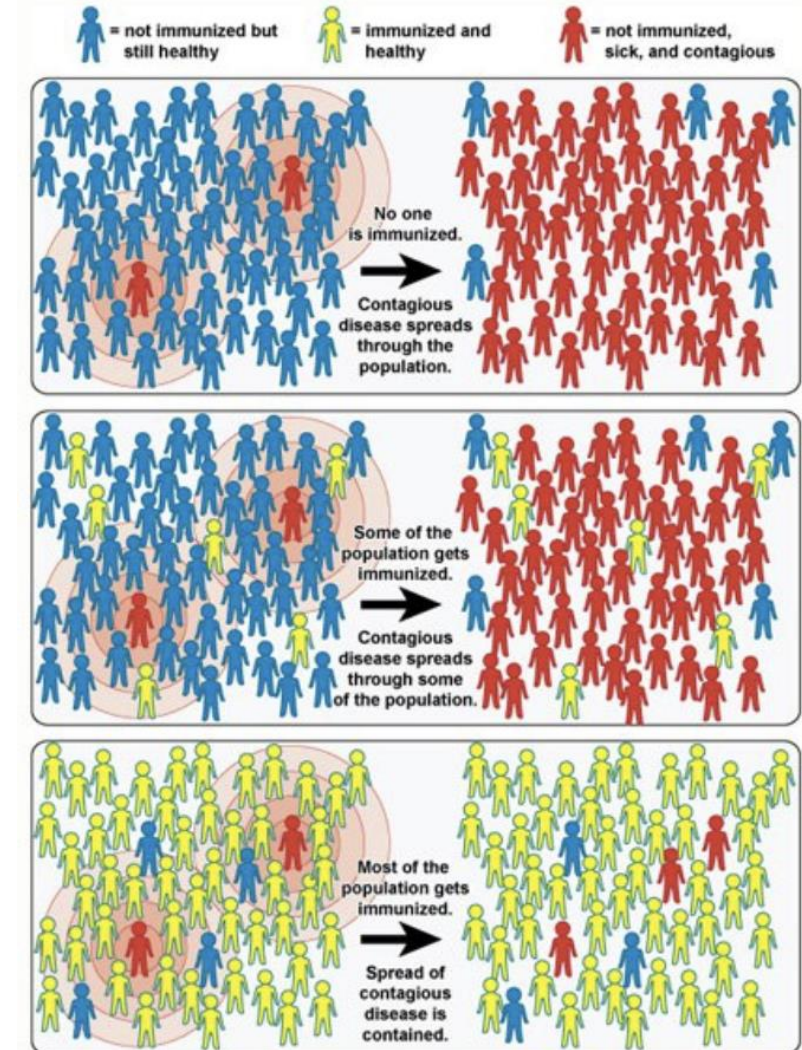 = not immunized but
still healthy
= immunized and
healthy
= not immunized,
sick, and contagious
No one
is immunized.
Contagious
disease spreads
through the
population.
Some of the
population gets
immunized.
Contagious
disease spreads
through some
of the population.
Most of the
population gets
immunized.
Spread of
contagious
disease is
contained.